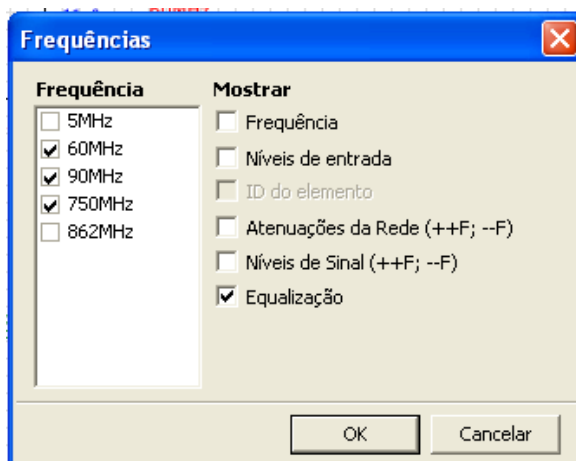 Frequências
Frequência
5MHz
60MHz
90MHz
750MHz
862MHz
Mostrar
Frequência
Níveis de entrada
ID do elemento
Atenuações da Rede (++F; --F)
Níveis de Sinal (++F; --F)
Equalização
OK
Cancelar